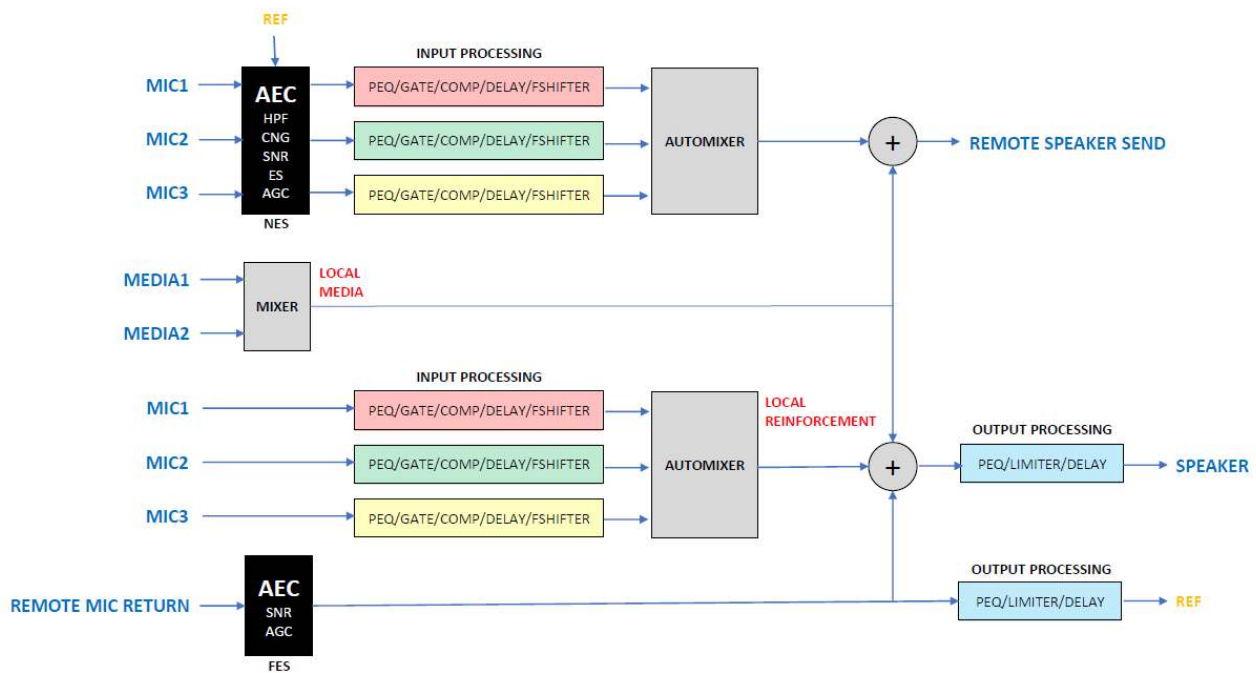 REF
INPUT PROCESSING
MIC1
MIC2
MIC3
AEC
HPF
CNG
SNR
ES
AGC
NES
PEQ/GATE/COMP/DELAY/FSHIFTER
PEQ/GATE/COMP/DELAY/FSHIFTER
PEQ/GATE/COMP/DELAY/FSHIFTER
AUTOMIXER
+
REMOTE SPEAKER SEND
MEDIA1
MEDIA2
MIXER
LOCAL
MEDIA
INPUT PROCESSING
MIC1
MIC2
MIC3
PEQ/GATE/COMP/DELAY/FSHIFTER
PEQ/GATE/COMP/DELAY/FSHIFTER
PEQ/GATE/COMP/DELAY/FSHIFTER
AUTOMIXER
LOCAL
REINFORCEMENT
+
OUTPUT PROCESSING
PEQ/LIMITER/DELAY
SPEAKER
REMOTE MIC RETURN
AEC
SNR
AGC
FES
OUTPUT PROCESSING
PEQ/LIMITER/DELAY
REF